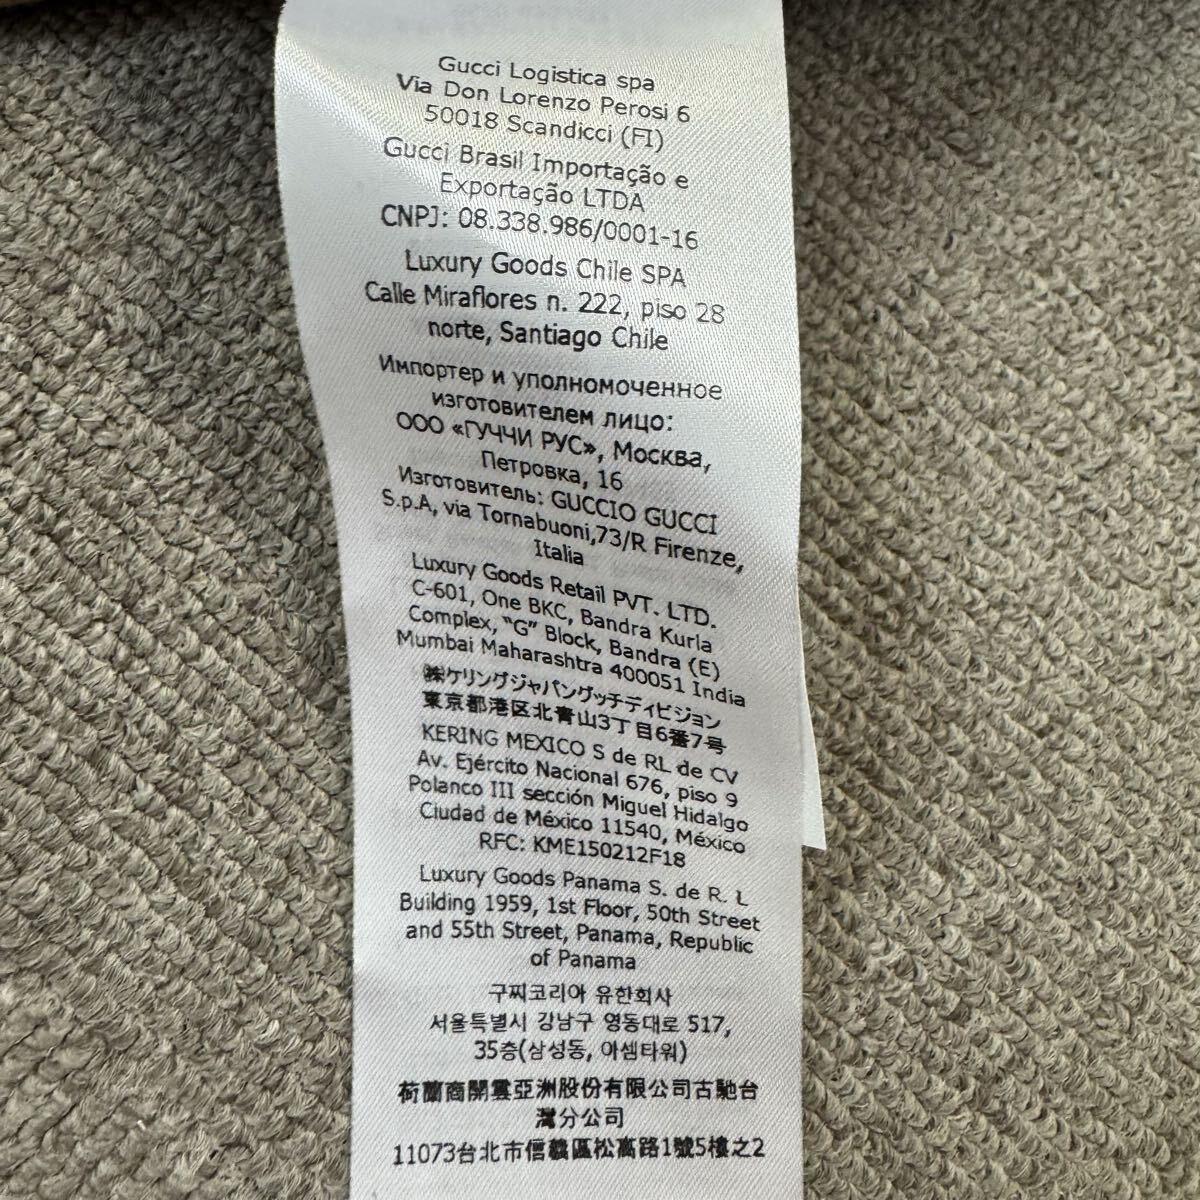 Gucci Logistica spa
Via Don Lorenzo Perosi 6
50018 Scandicci (FI)
Gucci Brasil Importação e
Exportação LTDA
CNPJ: 08.338.986/0001-16
Luxury Goods Chile SPA
Calle Miraflores n. 222, piso 28
norte, Santiago Chile
Импортер и уполномоченное
изготовителем лицо:
ООО «ГУЧЧИ РУС», Москва,
Петровка, 16
Изготовитель: GUCCIO GUCCI
S.p.A, via Tornabuoni,73/R Firenze,
Italia
Luxury Goods Retail PVT. LTD.
C-601, One BKC, Bandra Kurla
Complex, “G” Block, Bandra (E)
Mumbai Maharashtra 400051 India
㈱ケリングジャパングッチディビジョン
東京都港区北青山3丁目6番7号
KERING MEXICO S de RL de CV
Av. Ejército Nacional 676, piso 9
Polanco III sección Miguel Hidalgo
Ciudad de México 11540, México
RFC: KME150212F18
Luxury Goods Panama S. de R. L
Building 1959, 1st Floor, 50th Street
and 55th Street, Panama, Republic
of Panama
구찌코리아 유한회사
서울특별시 강남구 영동대로 517,
35층(삼성동, 아셈타워)
荷蘭商開雲亞洲股份有限公司古馳台
灣分公司
11073台北市信義區松高路1號5樓之2